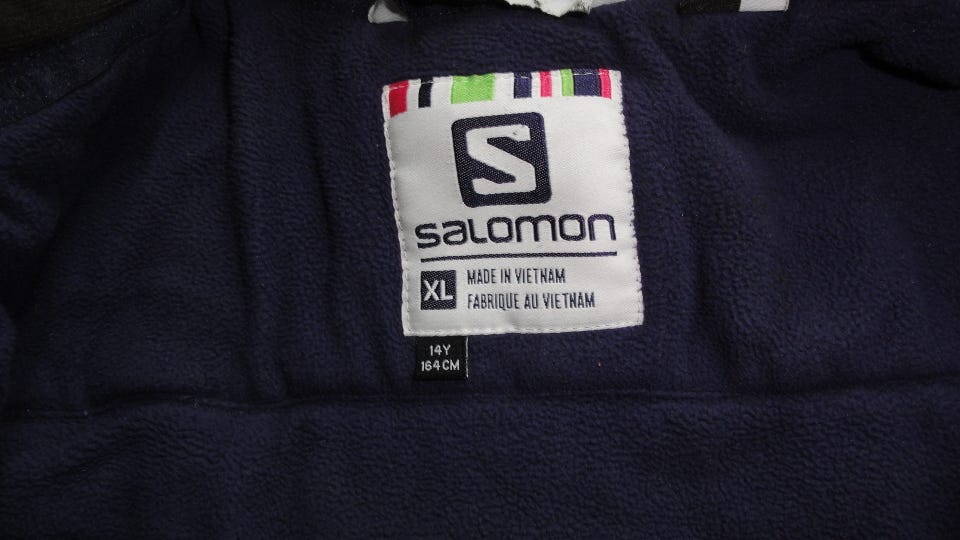 S
salomon
XL
MADE IN VIETNAM
FABRIQUE AU VIETNAM
14Y
164 CM